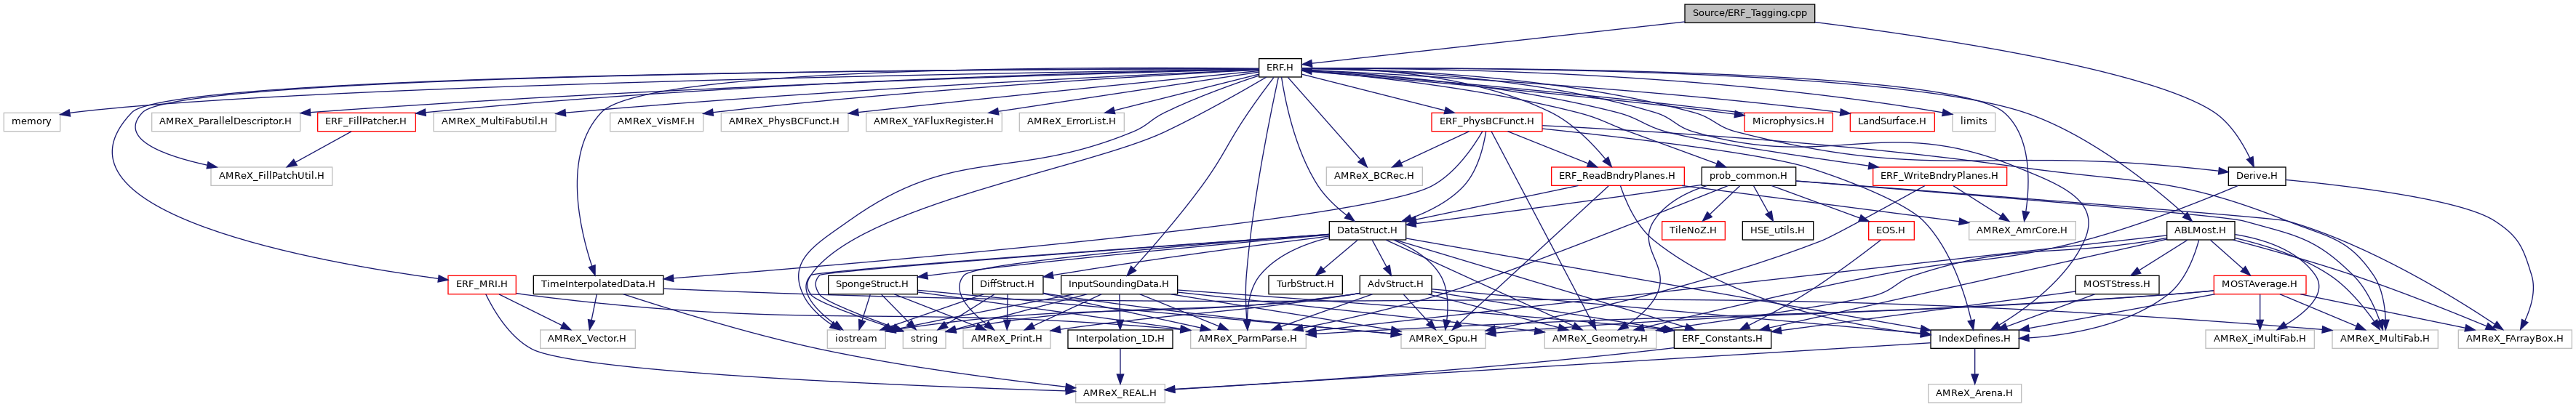 Source/ERF_Tagging.cpp
ERF.H
memory
AMReX_ParallelDescriptor.H
ERF_FillPatcher.H
AMReX_MultiFabUtil.H
AMReX_VisMF.H
AMReX_PhysBCFunct.H
AMReX_YAFluxRegister.H
AMReX_ErrorList.H
ERF_PhysBCFunct.H
Microphysics.H
LandSurface.H
limits
AMReX_FillPatchUtil.H
AMReX_BCRec.H
ERF_ReadBndryPlanes.H
prob_common.H
ERF_WriteBndryPlanes.H
Derive.H
DataStruct.H
TileNoZ.H
HSE_utils.H
EOS.H
AMReX_AmrCore.H
ABLMost.H
ERF_MRI.H
TimeInterpolatedData.H
SpongeStruct.H
DiffStruct.H
InputSoundingData.H
TurbStruct.H
AdvStruct.H
MOSTStress.H
MOSTAverage.H
AMReX_Vector.H
iostream
string
AMReX_Print.H
Interpolation_1D.H
AMReX_ParmParse.H
AMReX_Gpu.H
AMReX_Geometry.H
ERF_Constants.H
IndexDefines.H
AMReX_iMultiFab.H
AMReX_MultiFab.H
AMReX_FArrayBox.H
AMReX_REAL.H
AMReX_Arena.H